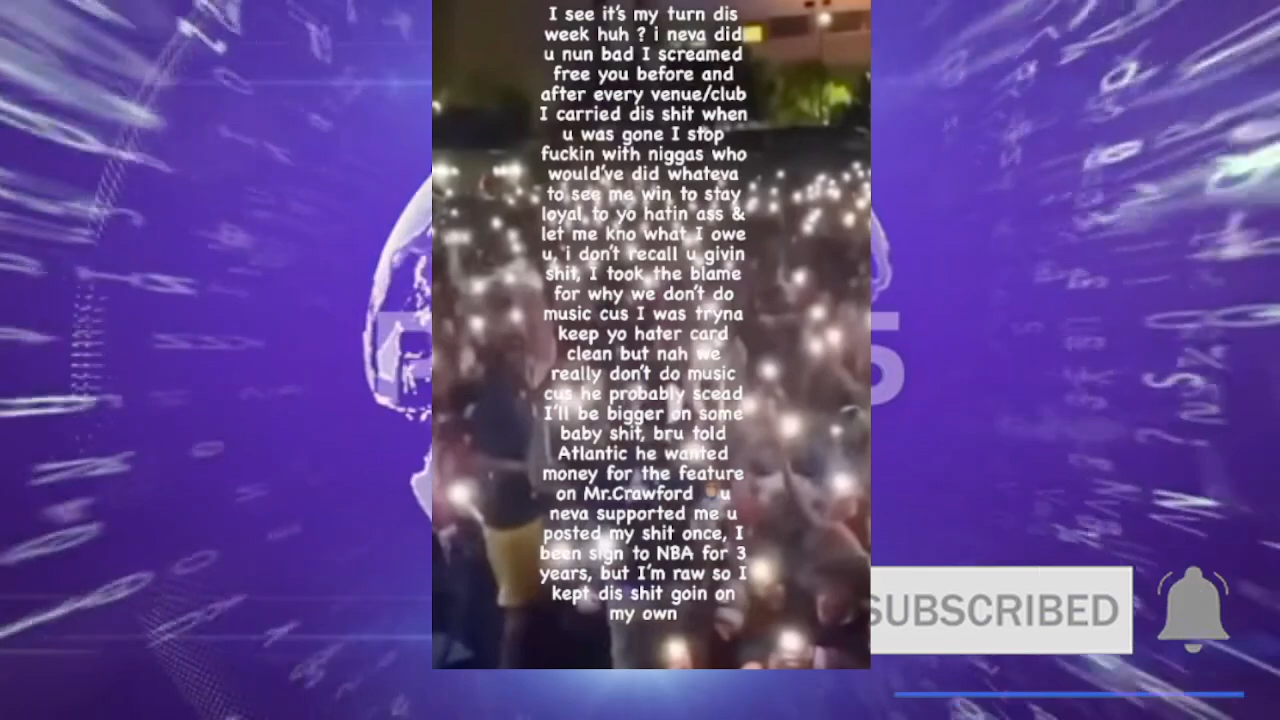 I see it's my turn dis
week huh ? i neva did
u nun bad I screamed
free you before and
after every venue/club
I carried dis shit when
u was gone I stop
fuckin with niggas who
would've did whateva
to see me win to stay
loyal to yo hatin ass &
let me kno what I owe
u, i don't recall u givin
shit, I took the blame
for why we don't do
music cus I was tryna
keep yo hater card
clean but nah we
really don't do music
cus he probably scead
I'll be bigger on some
baby shit, bru told
Atlantic he wanted
money for the feature
on Mr.Crawford u
neva supported me u
posted my shit once, I
been sign to NBA for 3
years, but I'm raw so I
kept dis shit goin on
my own
SUBSCRIBED